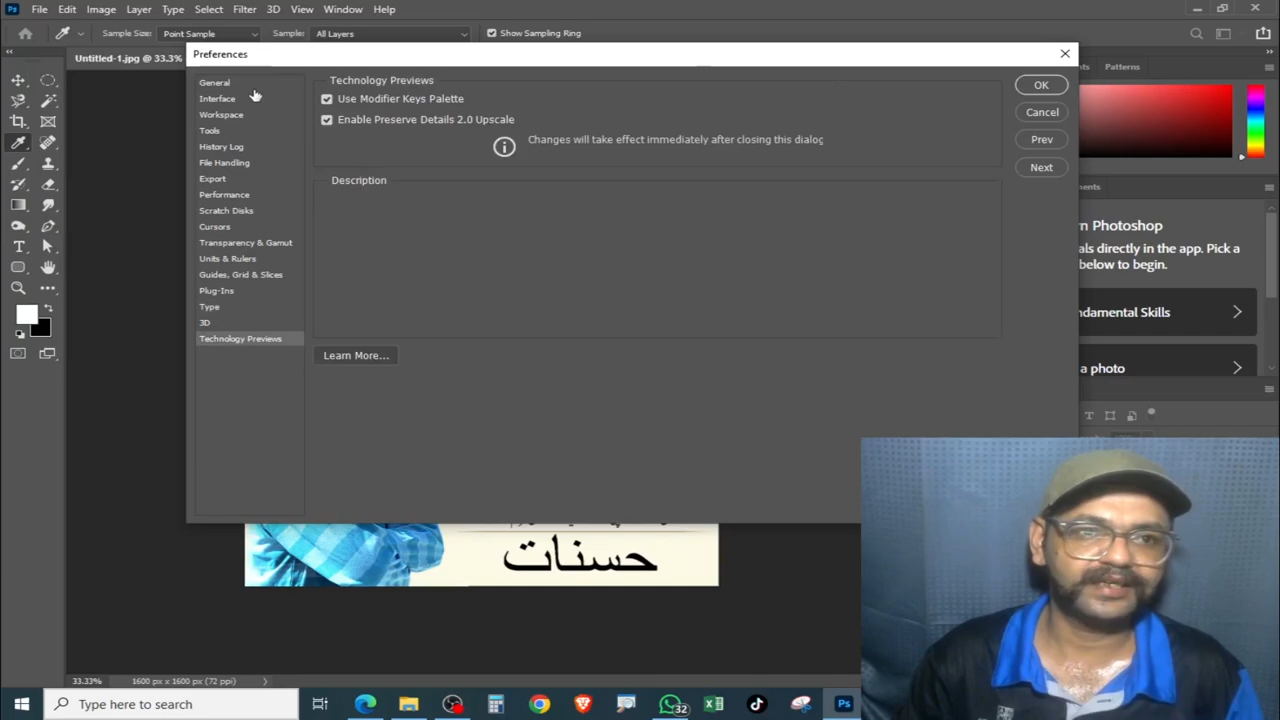 File Edit Image Layer Type Select Filter 3D View Window Help
Sample Size: Point Sample Sample: All Layers Show Sampling Ring
Untitled-1.jpg @ 33.3%
Preferences
General
Interface
Workspace
Tools
History Log
File Handling
Export
Performance
Scratch Disks
Cursors
Transparency & Gamut
Units & Rulers
Guides, Grid & Slices
Plug-Ins
Type
3D
Technology Previews
Technology Previews
Use Modifier Keys Palette
Enable Preserve Details 2.0 Upscale
Changes will take effect immediately after closing this dialog
Description
Learn More...
OK
Cancel
Prev
Next
Patterns
Photoshop
als directly in the app. Pick a
below to begin.
ndamental Skills
a photo
حسنات
33.33% 1600 px x 1600 px (72 ppi)
Type here to search
32
Ps